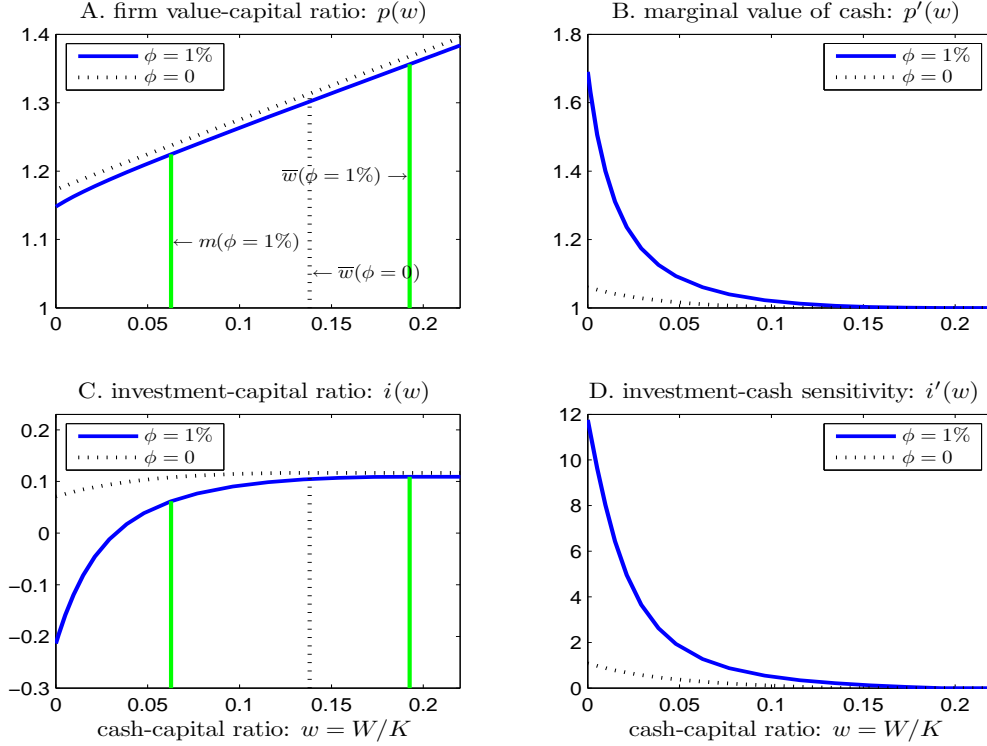 A. firm value-capital ratio: p(w)
1.4
1.3
1.2
1.1
1
ϕ = 1%
ϕ = 0
w̅(ϕ = 1%) →
← m(ϕ = 1%)
← w̅(ϕ = 0)
0 0.05 0.1 0.15 0.2
B. marginal value of cash: p′(w)
1.8
1.6
1.4
1.2
1
ϕ = 1%
ϕ = 0
0 0.05 0.1 0.15 0.2
C. investment-capital ratio: i(w)
0.2
0.1
0
−0.1
−0.2
−0.3
ϕ = 1%
ϕ = 0
0 0.05 0.1 0.15 0.2
cash-capital ratio: w = W/K
D. investment-cash sensitivity: i′(w)
12
10
8
6
4
2
0
ϕ = 1%
ϕ = 0
0 0.05 0.1 0.15 0.2
cash-capital ratio: w = W/K